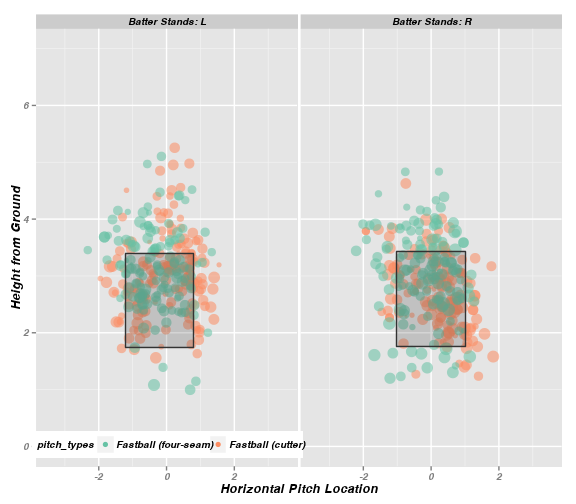 Batter Stands: L
Batter Stands: R
Height from Ground
6
4
2
0
pitch_types Fastball (four-seam) Fastball (cutter)
-2 0 2 -2 0 2
Horizontal Pitch Location